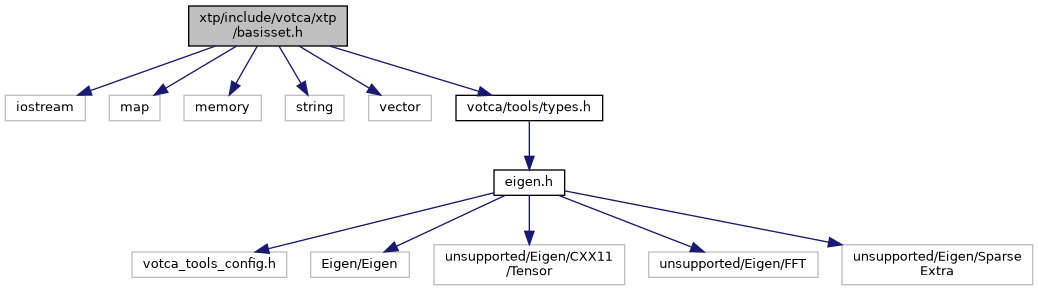 xtp/include/votca/xtp
/basisset.h
iostream
map
memory
string
vector
votca/tools/types.h
eigen.h
votca_tools_config.h
Eigen/Eigen
unsupported/Eigen/CXX11
/Tensor
unsupported/Eigen/FFT
unsupported/Eigen/Sparse
Extra